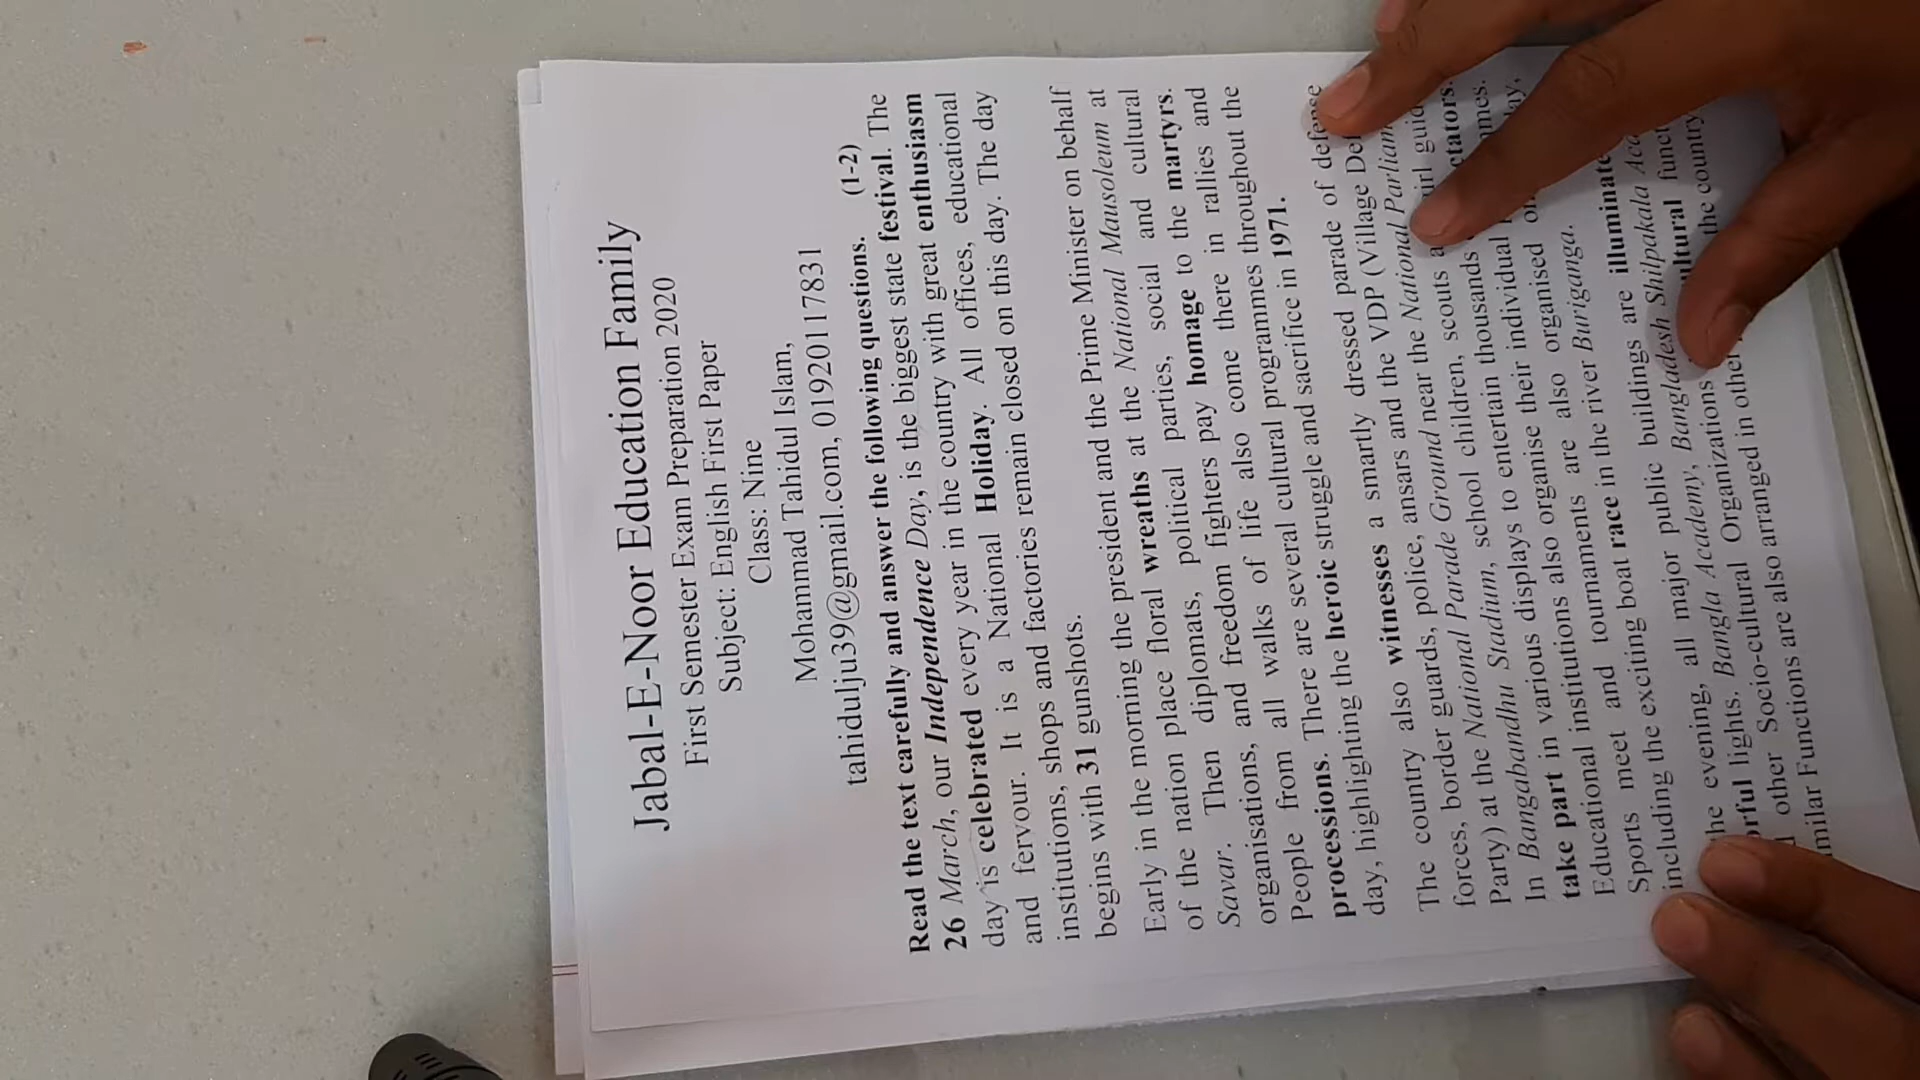 Jabal-E-Noor Education Family
First Semester Exam Preparation 2020
Subject: English First Paper
Class: Nine
Mohammad Tahidul Islam,
tahidulju39@gmail.com, 01920117831
Read the text carefully and answer the following questions. (1-2)
26 March, our Independence Day, is the biggest state festival. The
day is celebrated every year in the country with great enthusiasm
and fervour. It is a National Holiday. All offices, educational
institutions, shops and factories remain closed on this day. The day
begins with 31 gunshots.
Early in the morning the president and the Prime Minister on behalf
of the nation place floral wreaths at the National Mausoleum at
Savar. Then diplomats, political parties, social and cultural
organisations, and freedom fighters pay homage to the martyrs.
People from all walks of life also come there in rallies and
processions. There are several cultural programmes throughout the
day, highlighting the heroic struggle and sacrifice in 1971.
The country also witnesses a smartly dressed parade of defense
forces, border guards, police, ansars and the VDP (Village
Party) at the National Parade Ground near the National
In Bangabandhu Stadium, school children, scouts
take part in various displays to entertain thousands
Educational institutions also organise their individual
Sports meet and tournaments are also organised
including the exciting boat race in the river Buriganga.
evening, all major public buildings are
lights. Bangla Academy, Bangladesh Shilpakala
other Socio-cultural Organizations
Functions are also arranged in other the country